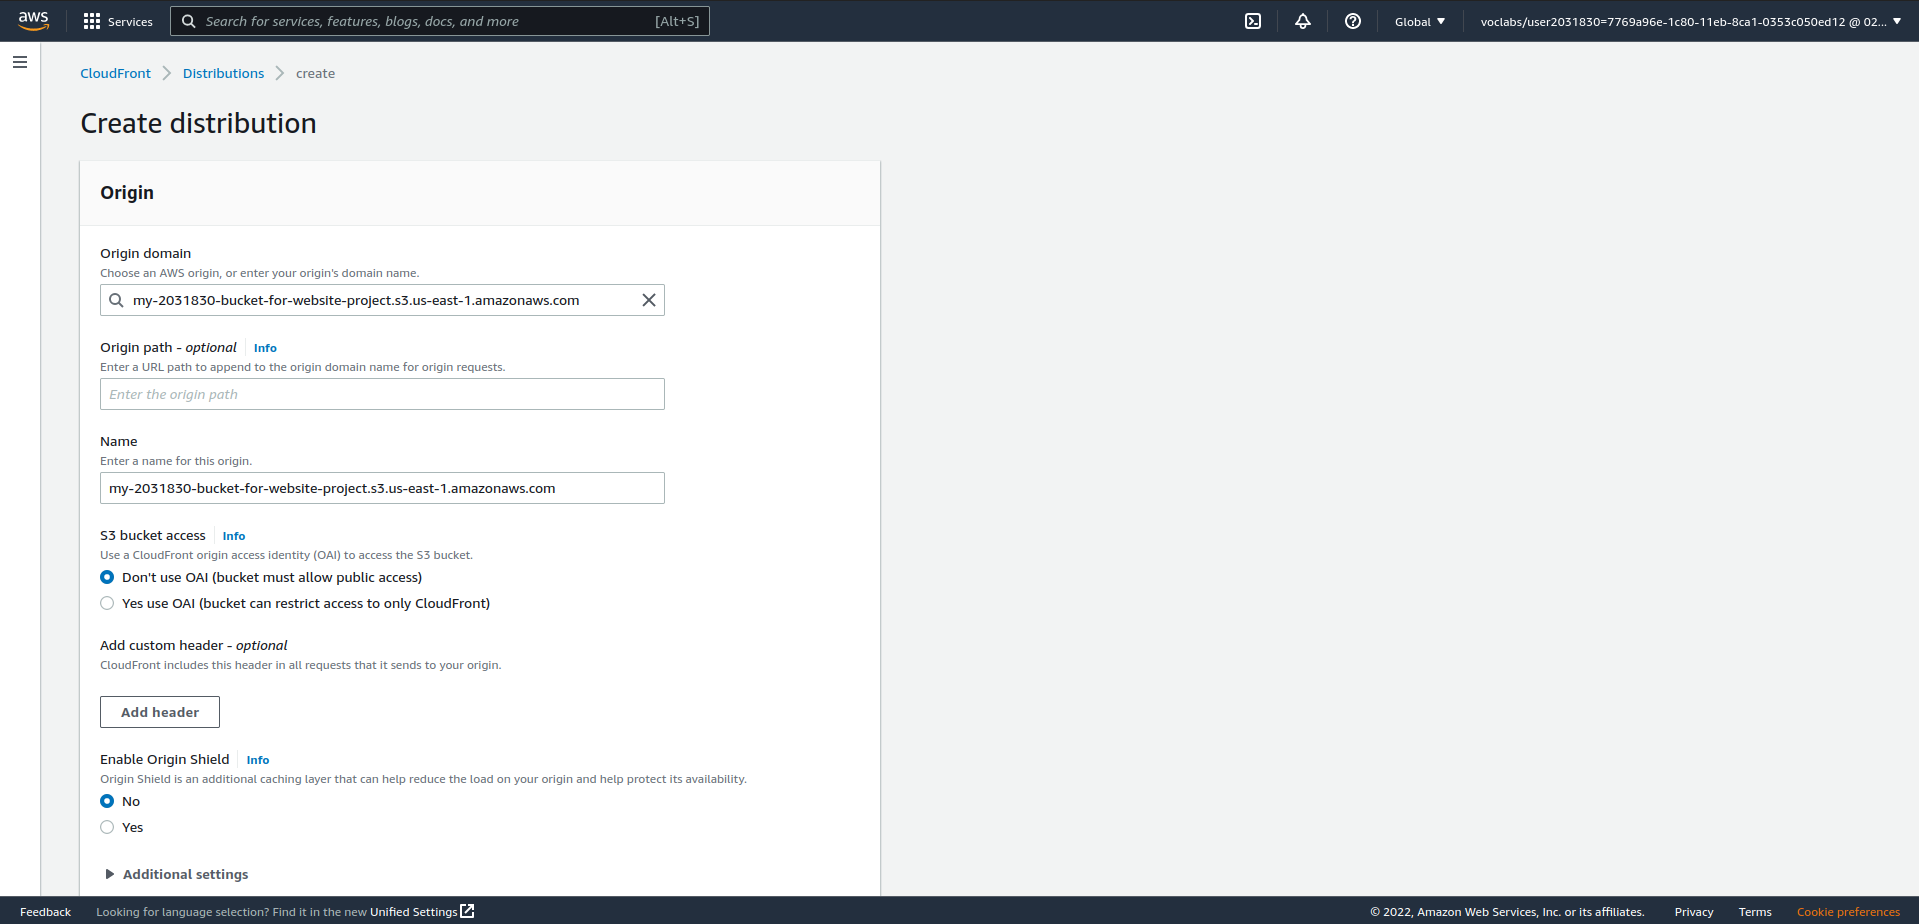 aws Services Search for services, features, blogs, docs, and more [Alt+S] Global voclabs/user2031830=7769a96e-1c80-11eb-8ca1-0353c050ed12 @ 02...
CloudFront Distributions create
Create distribution
Origin
Origin domain
Choose an AWS origin, or enter your origin's domain name.
my-2031830-bucket-for-website-project.s3.us-east-1.amazonaws.com
Origin path - optional Info
Enter a URL path to append to the origin domain name for origin requests.
Enter the origin path
Name
Enter a name for this origin.
my-2031830-bucket-for-website-project.s3.us-east-1.amazonaws.com
S3 bucket access Info
Use a CloudFront origin access identity (OAI) to access the S3 bucket.
Don't use OAI (bucket must allow public access)
Yes use OAI (bucket can restrict access to only CloudFront)
Add custom header - optional
CloudFront includes this header in all requests that it sends to your origin.
Add header
Enable Origin Shield Info
Origin Shield is an additional caching layer that can help reduce the load on your origin and help protect its availability.
No
Yes
Additional settings
Feedback Looking for language selection? Find it in the new Unified Settings © 2022, Amazon Web Services, Inc. or its affiliates. Privacy Terms Cookie preferences